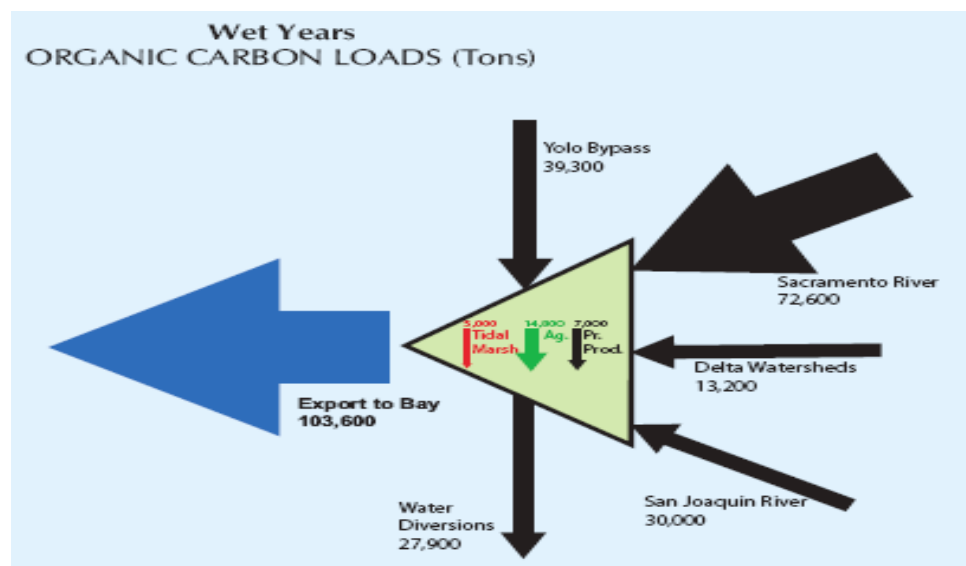 Wet Years
ORGANIC CARBON LOADS (Tons)
Yolo Bypass
39,300
Sacramento River
72,600
14,000
7,000
Tidal
Marsh
Ag.
Pr.
Prod.
Delta Watersheds
13,200
Export to Bay
103,600
San Joaquin River
30,000
Water
Diversions
27,900